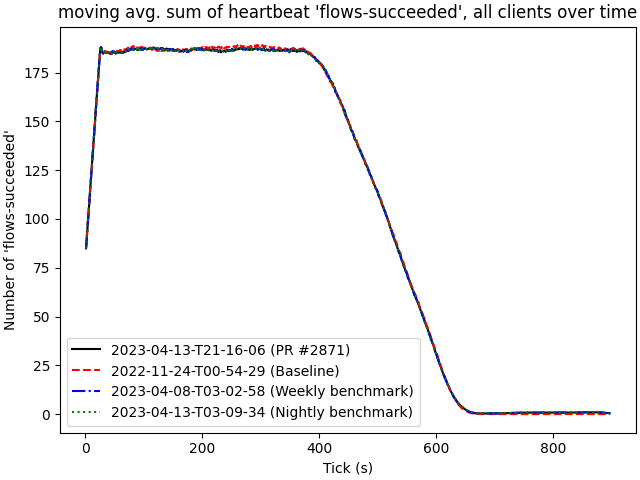 moving avg. sum of heartbeat 'flows-succeeded', all clients over time
Number of 'flows-succeeded'
175
150
125
100
75
50
25
0
2023-04-13-T21-16-06 (PR #2871)
2022-11-24-T00-54-29 (Baseline)
2023-04-08-T03-02-58 (Weekly benchmark)
2023-04-13-T03-09-34 (Nightly benchmark)
0 200 400 600 800
Tick (s)